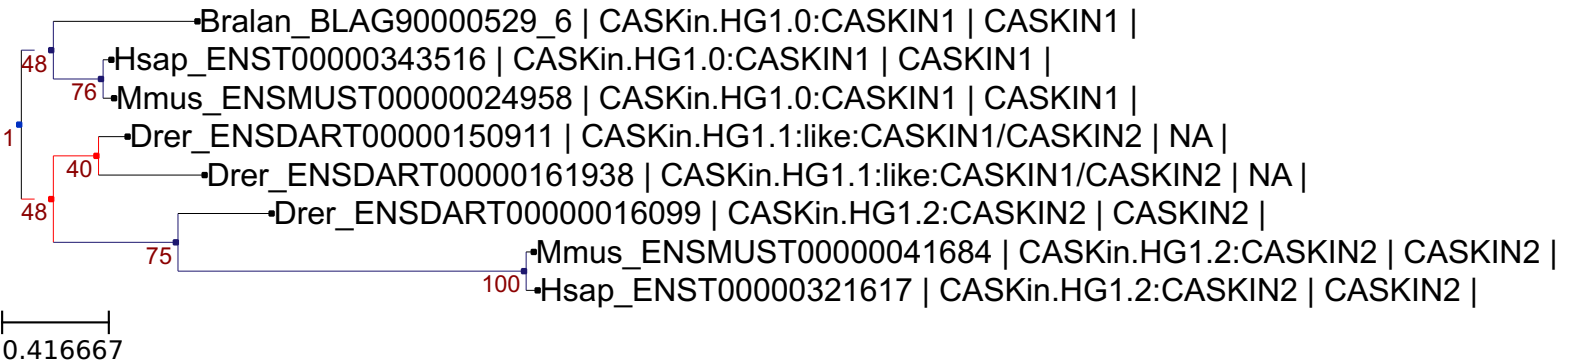 Bralan_BLAG90000529_6 | CASKin.HG1.0:CASKIN1 | CASKIN1 |
48
Hsap_ENST00000343516 | CASKin.HG1.0:CASKIN1 | CASKIN1 |
76
Mmus_ENSMUST00000024958 | CASKin.HG1.0:CASKIN1 | CASKIN1 |
1
Drer_ENSDART00000150911 | CASKin.HG1.1:like:CASKIN1/CASKIN2 | NA |
40
Drer_ENSDART00000161938 | CASKin.HG1.1:like:CASKIN1/CASKIN2 | NA |
48
Drer_ENSDART00000016099 | CASKin.HG1.2:CASKIN2 | CASKIN2 |
75
Mmus_ENSMUST00000041684 | CASKin.HG1.2:CASKIN2 | CASKIN2 |
100
Hsap_ENST00000321617 | CASKin.HG1.2:CASKIN2 | CASKIN2 |
0.416667